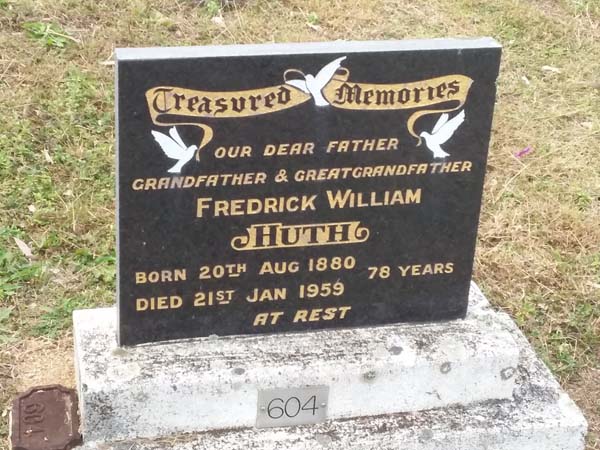 Treasured Memories
OUR DEAR FATHER
GRANDFATHER & GREATGRANDFATHER
FREDRICK WILLIAM
HUTH
BORN 20TH AUG 1880 78 YEARS
DIED 21ST JAN 1959
AT REST
604